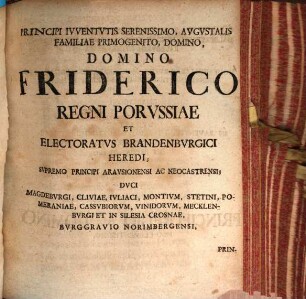 PRINCIPI IVVENTVTIS SERENISSIMO, AVGVSTALIS
FAMILIAE PRIMOGENITO, DOMINO,
DOMINO
FRIDERICO
REGNI PORVSSIAE
ET
ELECTORATVS BRANDENBVRGICI
HEREDI,
SVPREMO PRINCIPI ARAVSIONENSI AC NEOCASTRENSI;
DVCI
MAGDEBVRGI, CLIVIAE, IVLIACI, MONTIVM, STETINI, PO-
MERANIAE, CASSVBIORVM, VINIDORVM, MECKLEN-
BVRGI ET IN SILESIA CROSNAE,
BVRGGRAVIO NORIMBERGENSI,
PRIN-